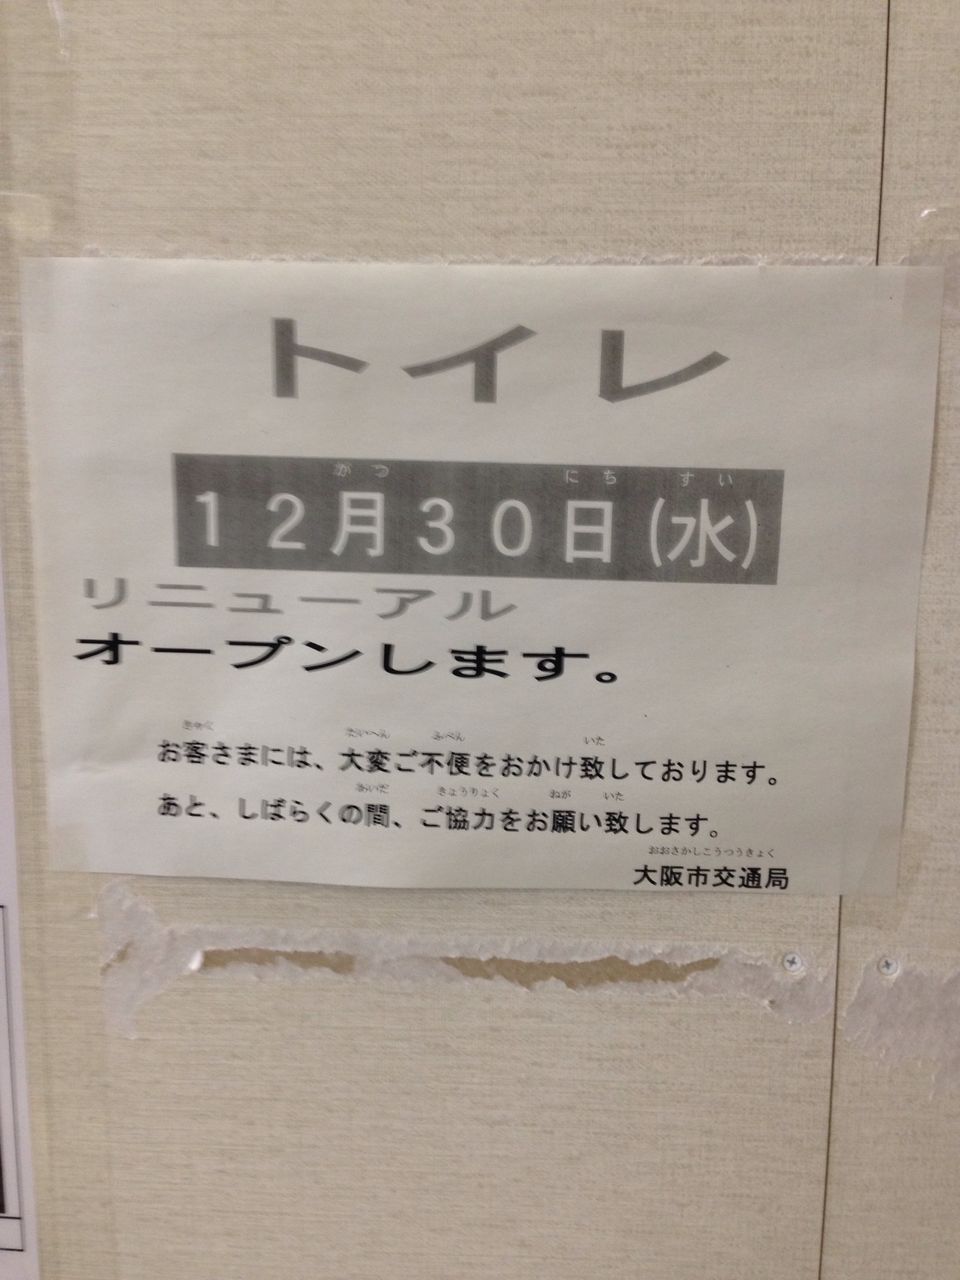 トイレ
がつ にち すい
12月30日(水)
リニューアル
オープンします。
きゃく たいへん ふべん いた
お客さまには、大変ご不便をおかけ致しております。
あいだ きょうりょく ねが いた
あと、しばらくの間、ご協力をお願い致します。
おおさかしこうつうきょく
大阪市交通局